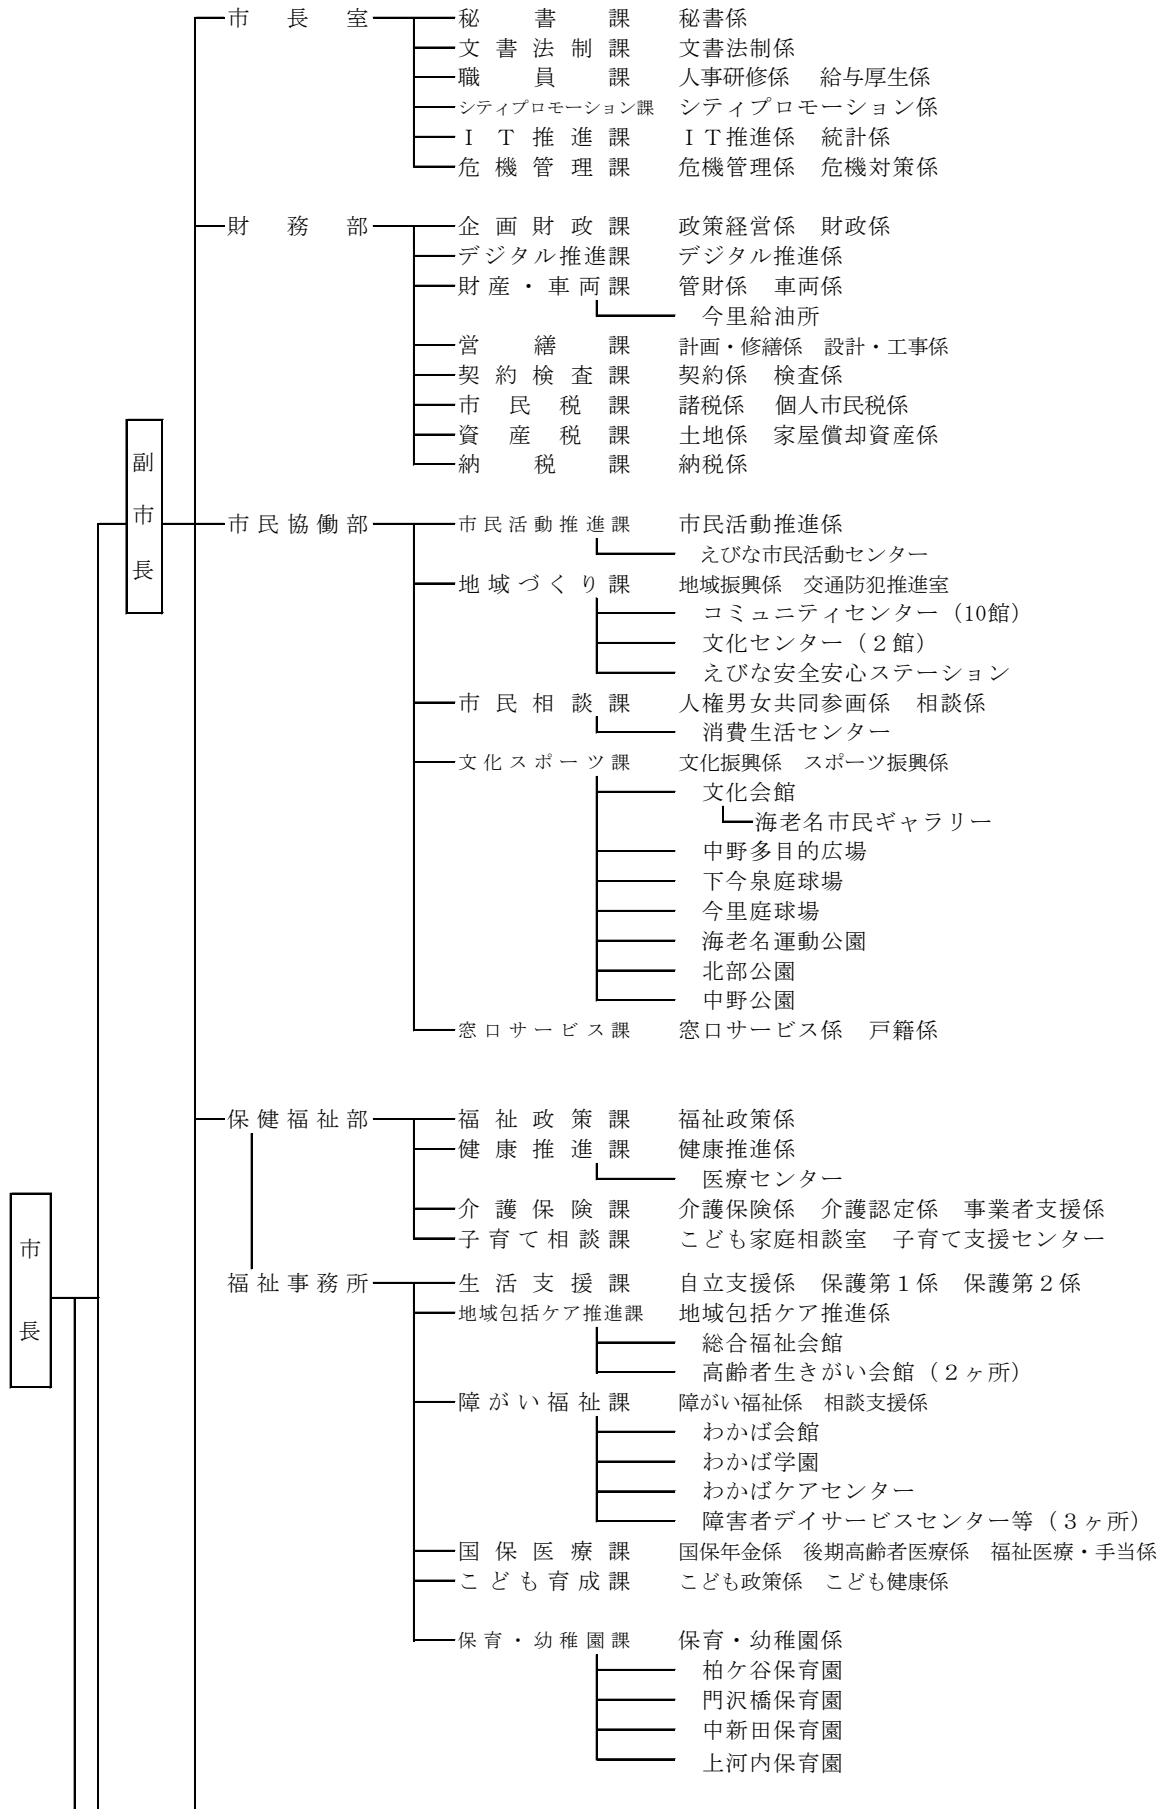 市長室 秘書課 秘書係
文書法制課 文書法制係
職員課 人事研修係 給与厚生係
シティプロモーション課 シティプロモーション係
ＩＴ推進課 ＩＴ推進係 統計係
危機管理課 危機管理係 危機対策係
財務部 企画財政課 政策経営係 財政係
デジタル推進課 デジタル推進係
財産・車両課 管財係 車両係
今里給油所
営繕課 計画・修繕係 設計・工事係
契約検査課 契約係 検査係
市民税課 諸税係 個人市民税係
資産税課 土地係 家屋償却資産係
納税課 納税係
副市長
市民協働部 市民活動推進課 市民活動推進係
えびな市民活動センター
地域づくり課 地域振興係 交通防犯推進室
コミュニティセンター（10館）
文化センター（２館）
えびな安全安心ステーション
市民相談課 人権男女共同参画係 相談係
消費生活センター
文化スポーツ課 文化振興係 スポーツ振興係
文化会館
海老名市民ギャラリー
中野多目的広場
下今泉庭球場
今里庭球場
海老名運動公園
北部公園
中野公園
窓口サービス課 窓口サービス係 戸籍係
保健福祉部 福祉政策課 福祉政策係
健康推進課 健康推進係
医療センター
介護保険課 介護保険係 介護認定係 事業者支援係
子育て相談課 こども家庭相談室 子育て支援センター
市長
福祉事務所 生活支援課 自立支援係 保護第１係 保護第２係
地域包括ケア推進課 地域包括ケア推進係
総合福祉会館
高齢者生きがい会館（２ヶ所）
障がい福祉課 障がい福祉係 相談支援係
わかば会館
わかば学園
わかばケアセンター
障害者デイサービスセンター等（３ヶ所）
国保医療課 国保年金係 後期高齢者医療係 福祉医療・手当係
こども育成課 こども政策係 こども健康係
保育・幼稚園課 保育・幼稚園係
柏ケ谷保育園
門沢橋保育園
中新田保育園
上河内保育園